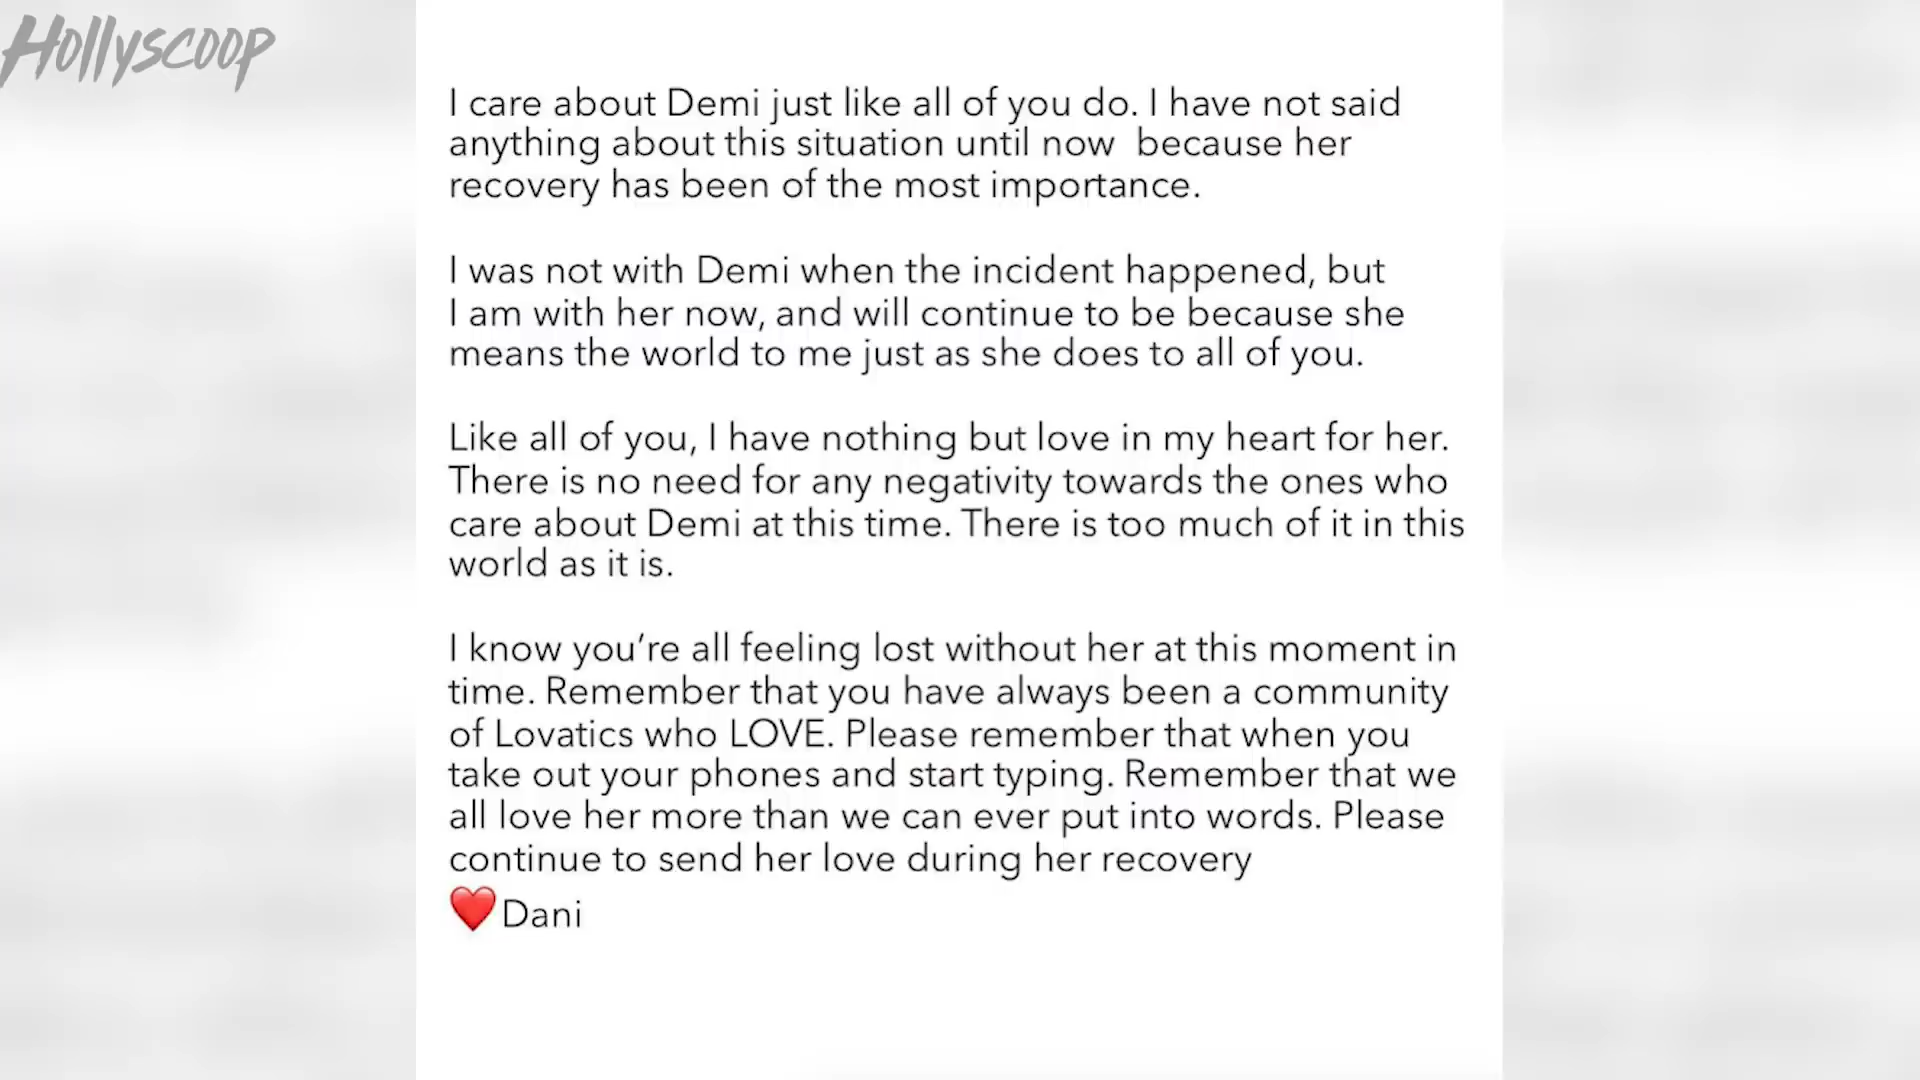 Hollyscoop
I care about Demi just like all of you do. I have not said
anything about this situation until now  because her
recovery has been of the most importance.
I was not with Demi when the incident happened, but
I am with her now, and will continue to be because she
means the world to me just as she does to all of you.
Like all of you, I have nothing but love in my heart for her.
There is no need for any negativity towards the ones who
care about Demi at this time. There is too much of it in this
world as it is.
I know you’re all feeling lost without her at this moment in
time. Remember that you have always been a community
of Lovatics who LOVE. Please remember that when you
take out your phones and start typing. Remember that we
all love her more than we can ever put into words. Please
continue to send her love during her recovery
❤️Dani